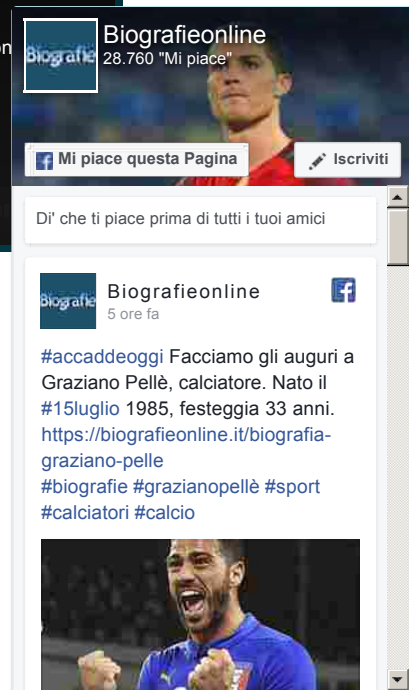 on
Biografie
Biografieonline
28.760 "Mi piace"
Mi piace questa Pagina
Iscriviti
Di' che ti piace prima di tutti i tuoi amici
Biografie
Biografieonline
5 ore fa
#accaddeoggi Facciamo gli auguri a
Graziano Pellè, calciatore. Nato il
#15luglio 1985, festeggia 33 anni.
https://biografieonline.it/biografia-
graziano-pelle
#biografie #grazianopellè #sport
#calciatori #calcio